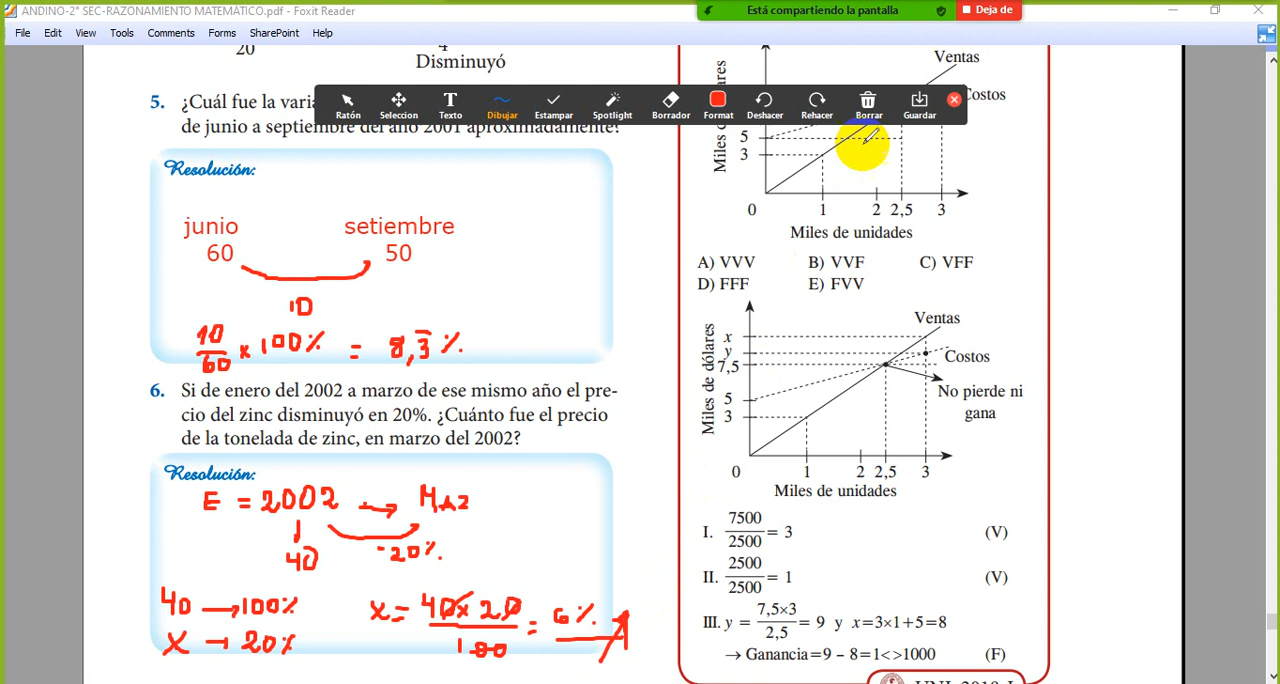 ANDINO-2° SEC-RAZONAMIENTO MATEMATICO.pdf - Foxit Reader
Está compartiendo la pantalla
Deja de
File Edit View Tools Comments Forms SharePoint Help
20
4
Disminuyó
5. ¿Cuál fue la
de junio a septiembre del año 2001 aproximadamente?
Resolución:
junio setiembre
60 50
10
10/60 x 100% = 8,3 %
6. Si de enero del 2002 a marzo de ese mismo año el pre-
cio del zinc disminuyó en 20%. ¿Cuánto fue el precio
de la tonelada de zinc, en marzo del 2002?
Resolución:
E = 2002 → Maz
40 -20%
40 → 100%
X → 20%
x = 40 x 20 / 100 = 6%
Ratón Selección Texto Dibujar Estampar Spotlight Borrador Format Deshacer Rehacer Borrar Guardar
Ventas
Costos
Miles d
5
3
0 1 2 2,5 3
Miles de unidades
A) VVV B) VVF C) VFF
D) FFF E) FVV
Miles de dólares
x
y
7,5
5
3
Ventas
Costos
No pierde ni
gana
0 1 2 2,5 3
Miles de unidades
I. 7500/2500 = 3 (V)
II. 2500/2500 = 1 (V)
III. y = 7,5×3/2,5 = 9 y x=3×1+5=8
→ Ganancia=9 – 8=1<>1000 (F)